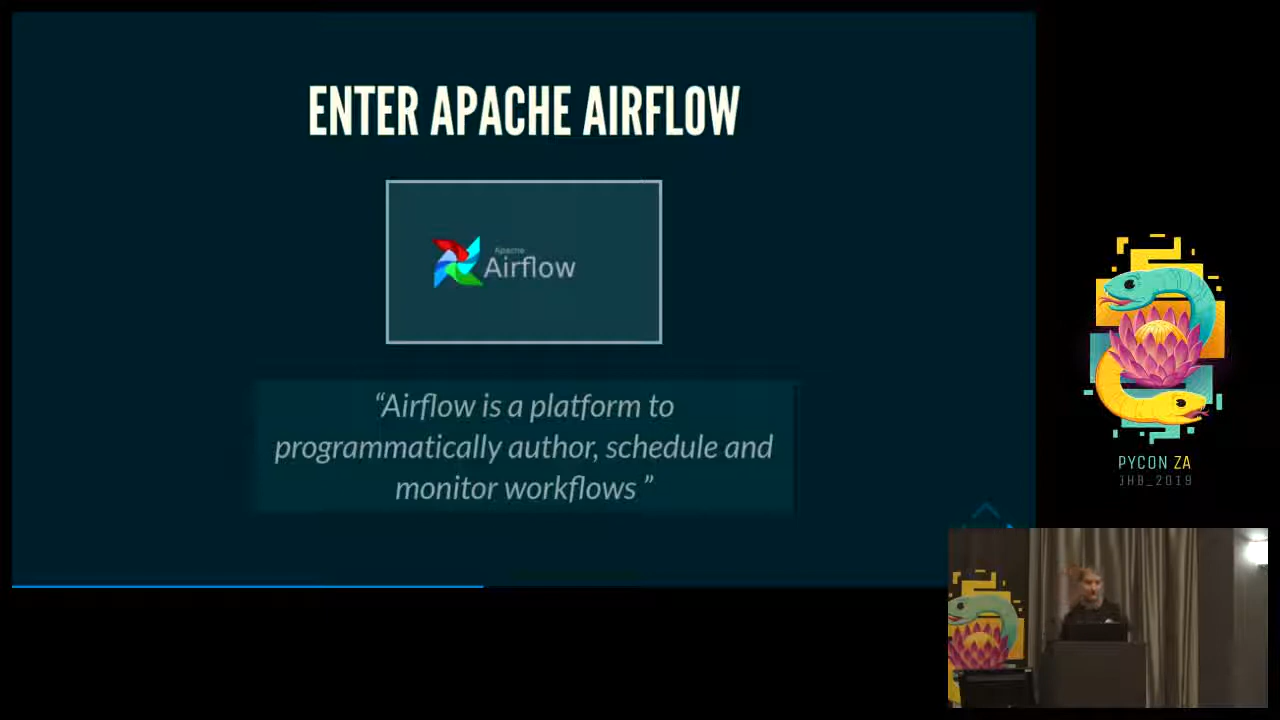 ENTER APACHE AIRFLOW
Apache
Airflow
“Airflow is a platform to
programmatically author, schedule and
monitor workflows ”
PYCON ZA
JHB_2019